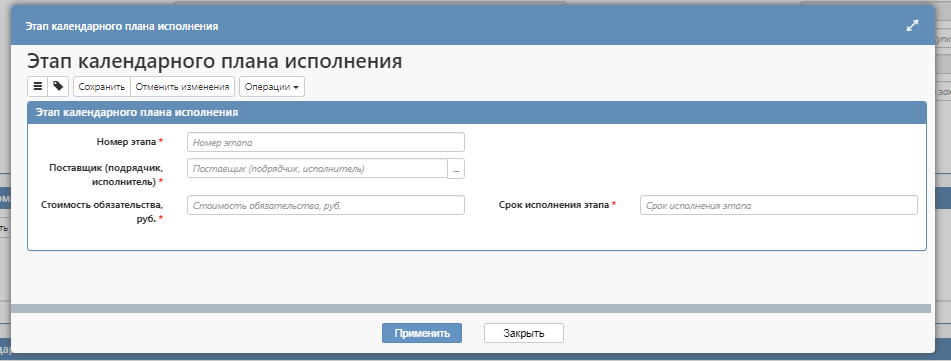 Этап календарного плана исполнения
Этап календарного плана исполнения
Сохранить Отменить изменения Операции
Этап календарного плана исполнения
Номер этапа * Номер этапа
Поставщик (подрядчик, исполнитель) * Поставщик (подрядчик, исполнитель) ...
Стоимость обязательства, руб. * Стоимость обязательства, руб. Срок исполнения этапа * Срок исполнения этапа
Применить Закрыть